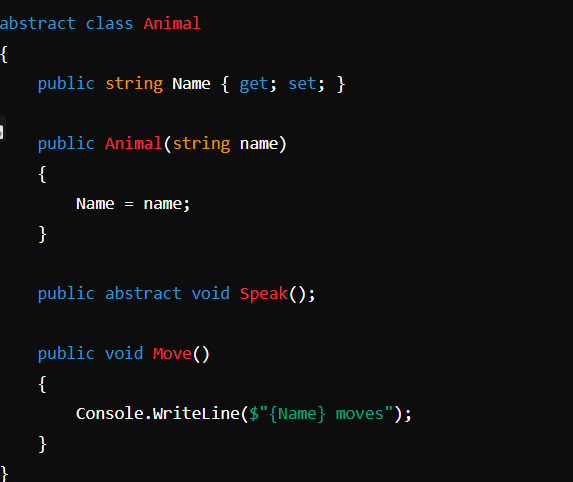 abstract class Animal
{
    public string Name { get; set; }
    public Animal(string name)
    {
        Name = name;
    }
    public abstract void Speak();
    public void Move()
    {
        Console.WriteLine($"{Name} moves");
    }
}